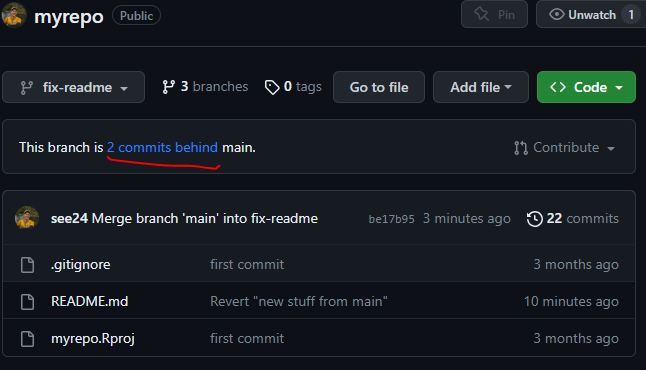 myrepo Public Pin Unwatch 1
fix-readme 3 branches 0 tags Go to file Add file <> Code
This branch is 2 commits behind main. Contribute
see24 Merge branch 'main' into fix-readme be17b95 3 minutes ago 22 commits
.gitignore first commit 3 months ago
README.md Revert "new stuff from main" 10 minutes ago
myrepo.Rproj first commit 3 months ago